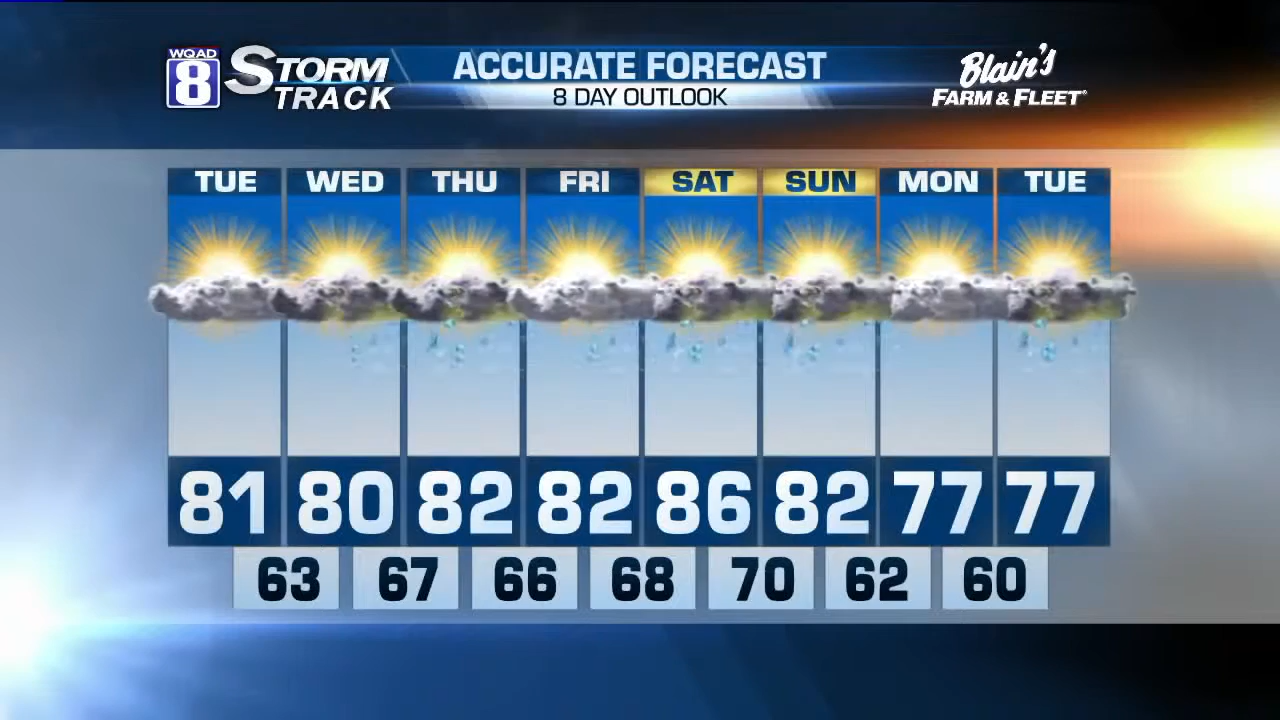 WQAD
8
STORM
TRACK
ACCURATE FORECAST
8 DAY OUTLOOK
Blain's
FARM & FLEET®
TUE WED THU FRI SAT SUN MON TUE
81 80 82 82 86 82 77 77
63 67 66 68 70 62 60